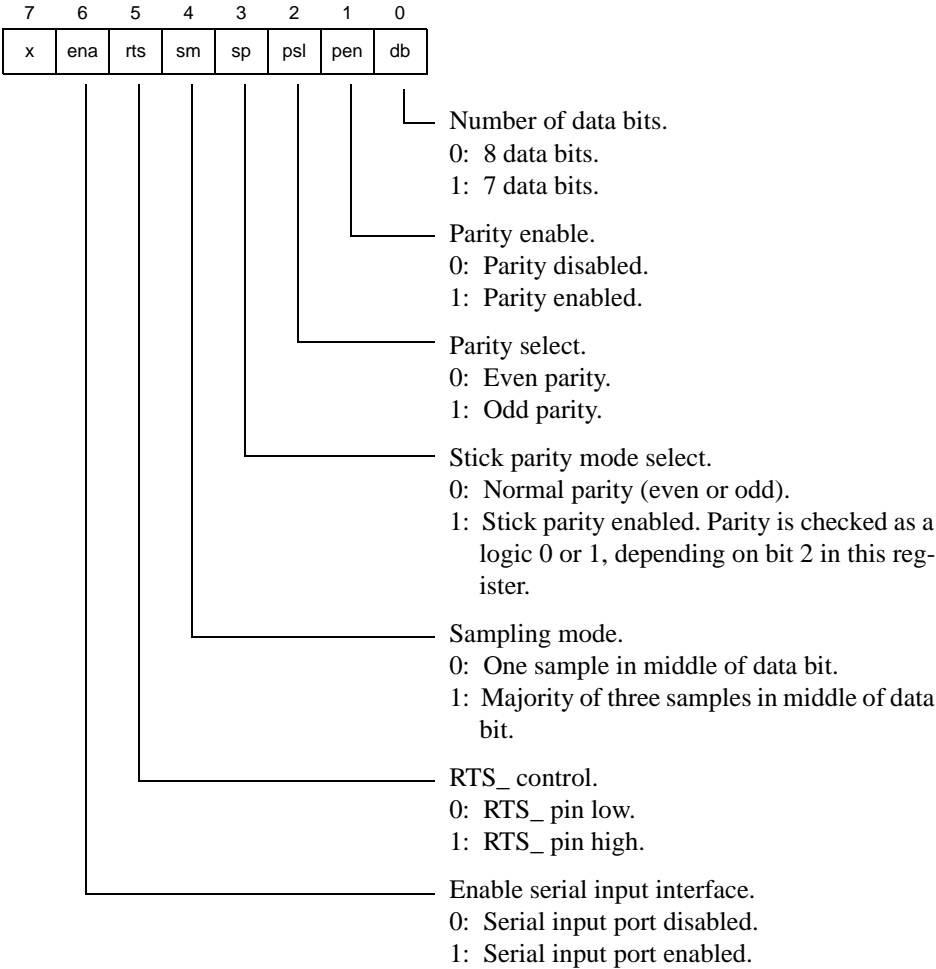 7 6 5 4 3 2 1 0
x ena rts sm sp psl pen db
Number of data bits.
0: 8 data bits.
1: 7 data bits.
Parity enable.
0: Parity disabled.
1: Parity enabled.
Parity select.
0: Even parity.
1: Odd parity.
Stick parity mode select.
0: Normal parity (even or odd).
1: Stick parity enabled. Parity is checked as a
logic 0 or 1, depending on bit 2 in this reg-
ister.
Sampling mode.
0: One sample in middle of data bit.
1: Majority of three samples in middle of data
bit.
RTS_ control.
0: RTS_ pin low.
1: RTS_ pin high.
Enable serial input interface.
0: Serial input port disabled.
1: Serial input port enabled.